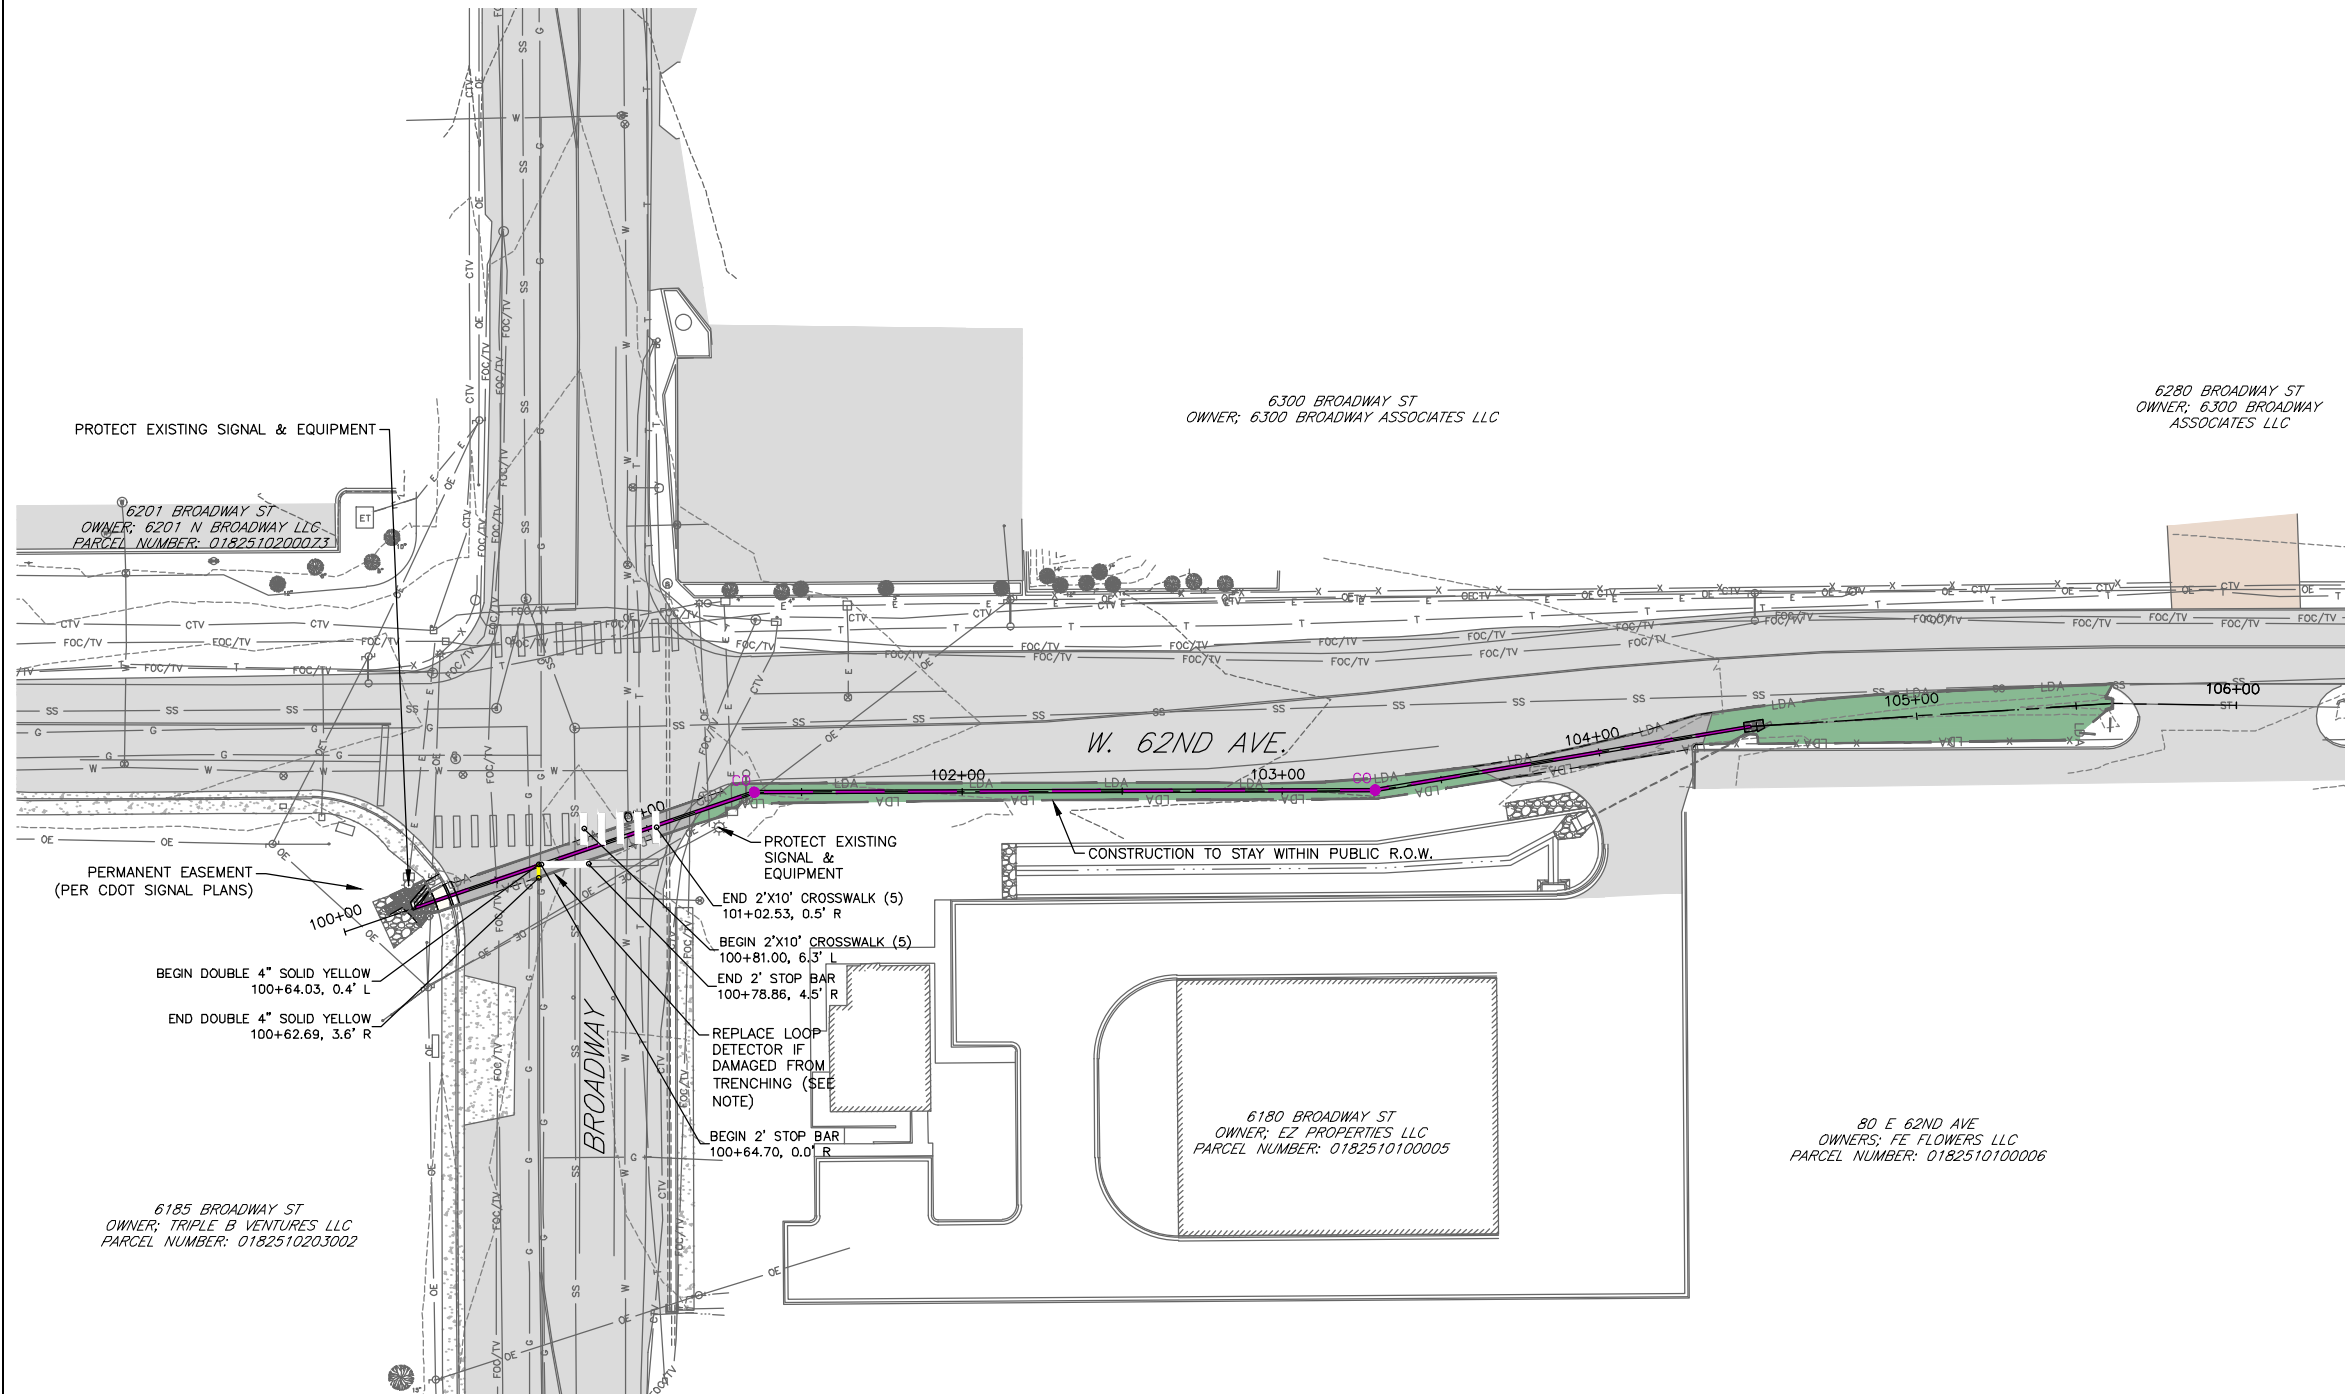 6300 BROADWAY ST
OWNER; 6300 BROADWAY ASSOCIATES LLC
6280 BROADWAY ST
OWNER; 6300 BROADWAY
ASSOCIATES LLC
PROTECT EXISTING SIGNAL & EQUIPMENT
6201 BROADWAY ST
OWNER; 6201 N BROADWAY LLC
PARCEL NUMBER: 0182510200073
ET
W. 62ND AVE.
102+00
103+00
104+00
105+00
106+00
CO
PROTECT EXISTING
SIGNAL &
EQUIPMENT
CONSTRUCTION TO STAY WITHIN PUBLIC R.O.W.
PERMANENT EASEMENT
(PER CDOT SIGNAL PLANS)
100+00
END 2'X10' CROSSWALK (5)
101+02.53, 0.5' R
BEGIN 2'X10' CROSSWALK (5)
100+81.00, 6.3' L
END 2' STOP BAR
100+78.86, 4.5' R
BEGIN DOUBLE 4" SOLID YELLOW
100+64.03, 0.4' L
END DOUBLE 4" SOLID YELLOW
100+62.69, 3.6' R
REPLACE LOOP
DETECTOR IF
DAMAGED FROM
TRENCHING (SEE
NOTE)
BEGIN 2' STOP BAR
100+64.70, 0.0' R
BROADWAY
6180 BROADWAY ST
OWNER; EZ PROPERTIES LLC
PARCEL NUMBER: 0182510100005
80 E 62ND AVE
OWNERS; FE FLOWERS LLC
PARCEL NUMBER: 0182510100006
6185 BROADWAY ST
OWNER; TRIPLE B VENTURES LLC
PARCEL NUMBER: 0182510203002